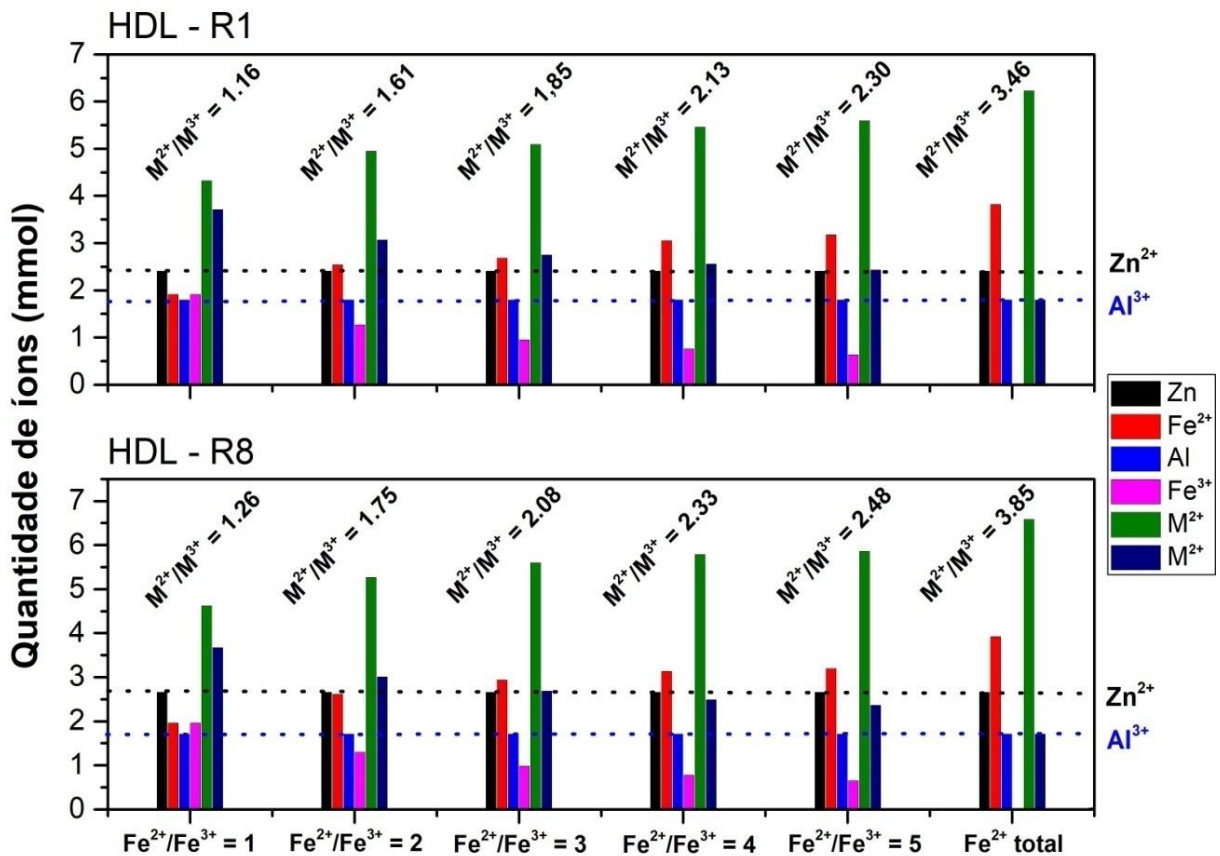 HDL - R1
7
6
5
4
3
2
1
0
M²⁺/M³⁺ = 1.16
M²⁺/M³⁺ = 1.61
M²⁺/M³⁺ = 1,85
M²⁺/M³⁺ = 2.13
M²⁺/M³⁺ = 2.30
M²⁺/M³⁺ = 3.46
Zn²⁺
Al³⁺
Quantidade de íons (mmol)
Zn
Fe²⁺
Al
Fe³⁺
M²⁺
M²⁺
HDL - R8
7
6
5
4
3
2
1
0
M²⁺/M³⁺ = 1.26
M²⁺/M³⁺ = 1.75
M²⁺/M³⁺ = 2.08
M²⁺/M³⁺ = 2.33
M²⁺/M³⁺ = 2.48
M²⁺/M³⁺ = 3.85
Zn²⁺
Al³⁺
Fe²⁺/Fe³⁺ = 1
Fe²⁺/Fe³⁺ = 2
Fe²⁺/Fe³⁺ = 3
Fe²⁺/Fe³⁺ = 4
Fe²⁺/Fe³⁺ = 5
Fe²⁺ total